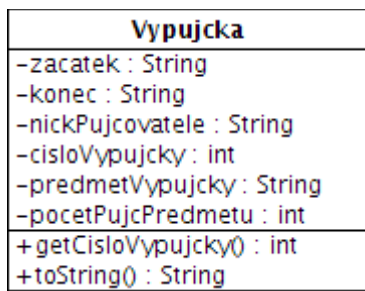 Vypujcka
-zacatek : String
-konec : String
-nickPujcovatele : String
-cisloVypujcky : int
-predmetVypujcky : String
-pocetPujcPredmetu : int
+getCisloVypujcky() : int
+toString() : String